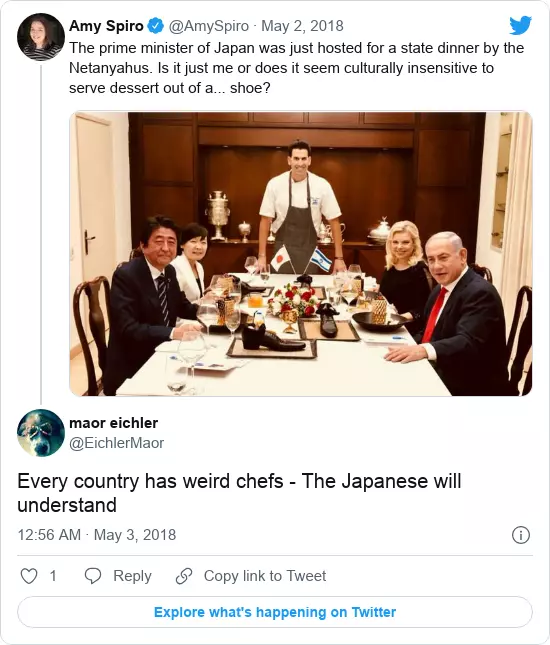 Amy Spiro @AmySpiro · May 2, 2018
The prime minister of Japan was just hosted for a state dinner by the
Netanyahus. Is it just me or does it seem culturally insensitive to
serve dessert out of a... shoe?
maor eichler
@EichlerMaor
Every country has weird chefs - The Japanese will
understand
12:56 AM · May 3, 2018
1 Reply Copy link to Tweet
Explore what's happening on Twitter